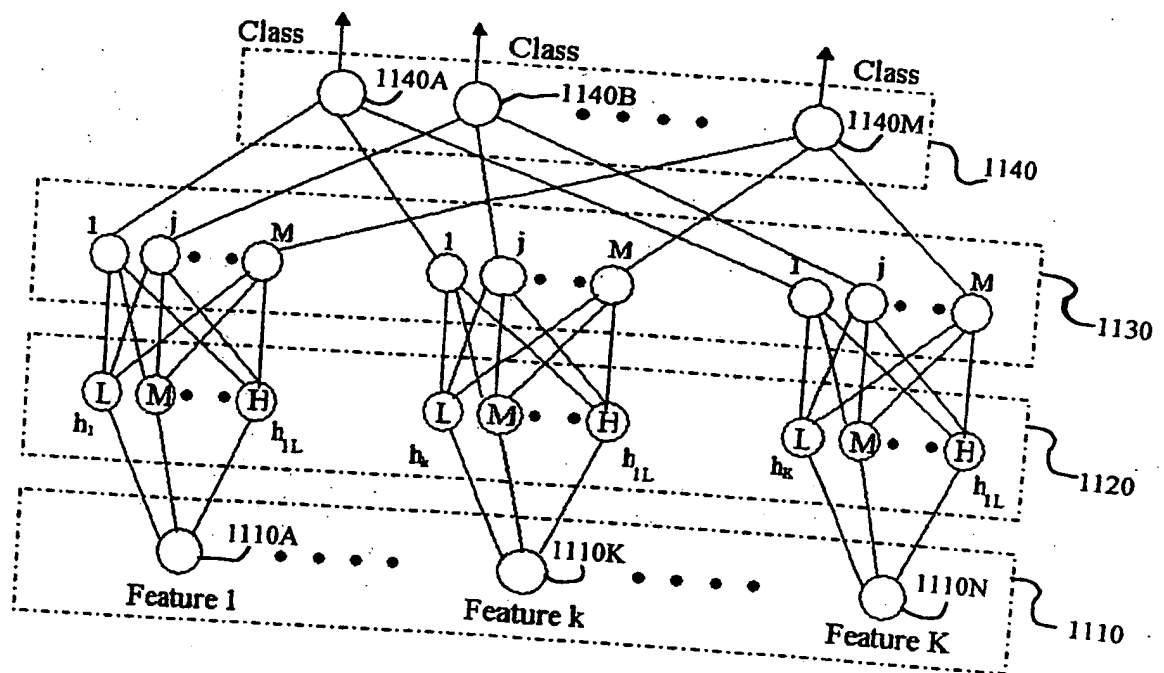 Class Class Class
1140A 1140B 1140M
1140
1 j M 1 j M 1 j M
1130
L M H L M H L M H
h1 h1L hk h1L hK h1L
1120
1110A 1110K 1110N
Feature 1 Feature k Feature K
1110